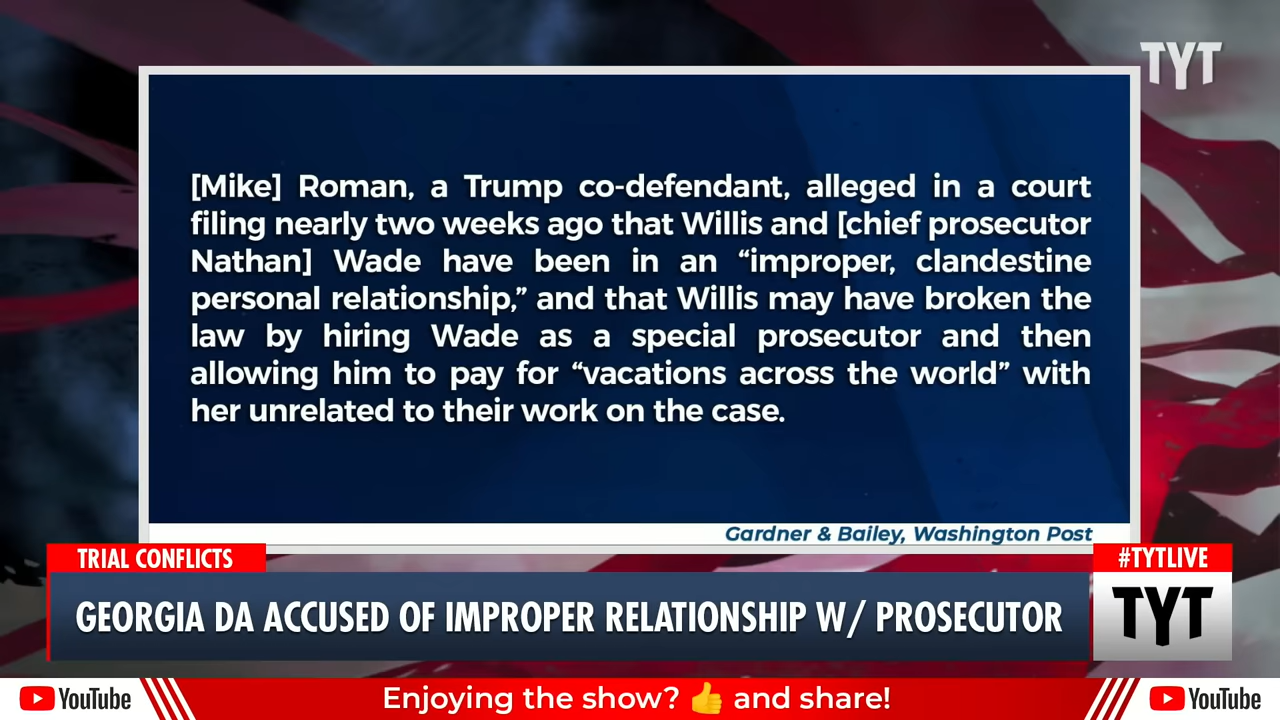 TYT
[Mike] Roman, a Trump co-defendant, alleged in a court
filing nearly two weeks ago that Willis and [chief prosecutor
Nathan] Wade have been in an “improper, clandestine
personal relationship,” and that Willis may have broken the
law by hiring Wade as a special prosecutor and then
allowing him to pay for “vacations across the world” with
her unrelated to their work on the case.
Gardner & Bailey, Washington Post
TRIAL CONFLICTS
#TYTLIVE
GEORGIA DA ACCUSED OF IMPROPER RELATIONSHIP W/ PROSECUTOR
TYT
YouTube
Enjoying the show? 👍 and share!
YouTube